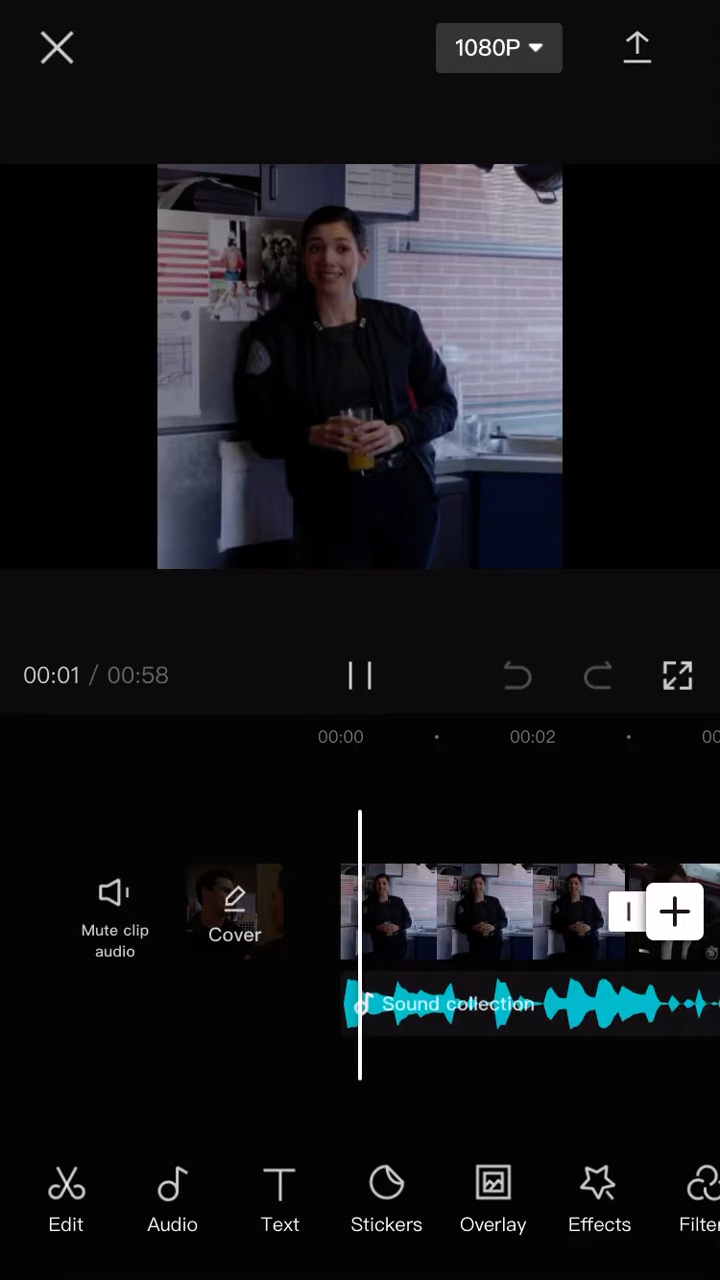 1080P
00:01 / 00:58
00:00
00:02
00
Mute clip
audio
Cover
Sound collection
Edit
Audio
Text
Stickers
Overlay
Effects
Filter